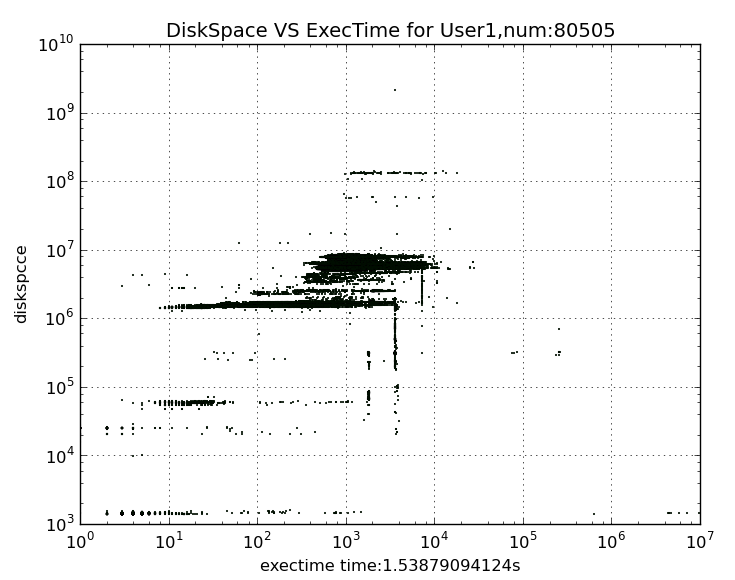 DiskSpace VS ExecTime for User1,num:80505
10^10
10^9
10^8
10^7
10^6
10^5
10^4
10^3
diskspcce
10^0 10^1 10^2 10^3 10^4 10^5 10^6 10^7
exectime time:1.53879094124s